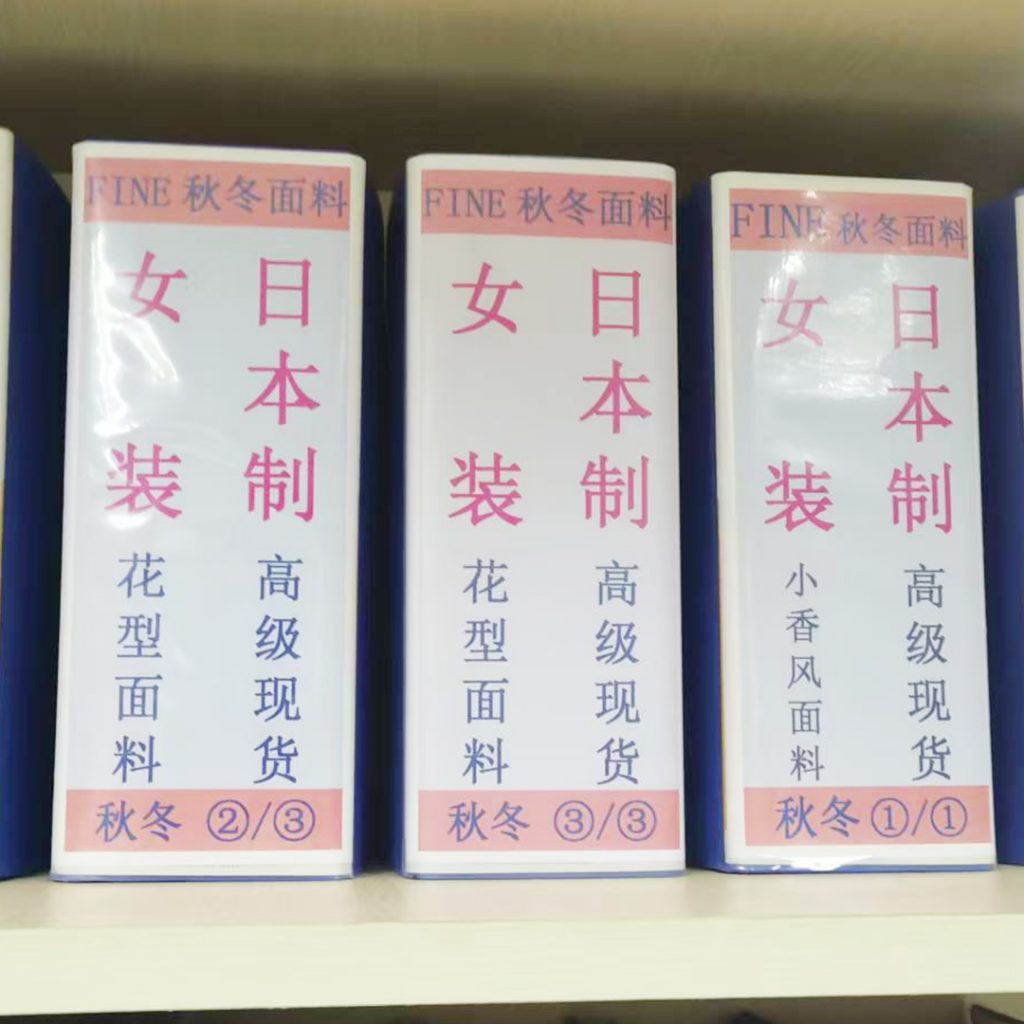 FINE 秋冬面料
日本制
女装
高级现货
花型面料
秋冬 ②/③
FINE 秋冬面料
日本制
女装
高级现货
花型面料
秋冬 ③/③
FINE 秋冬面料
日本制
女装
高级现货
小香风面料
秋冬 ①/①